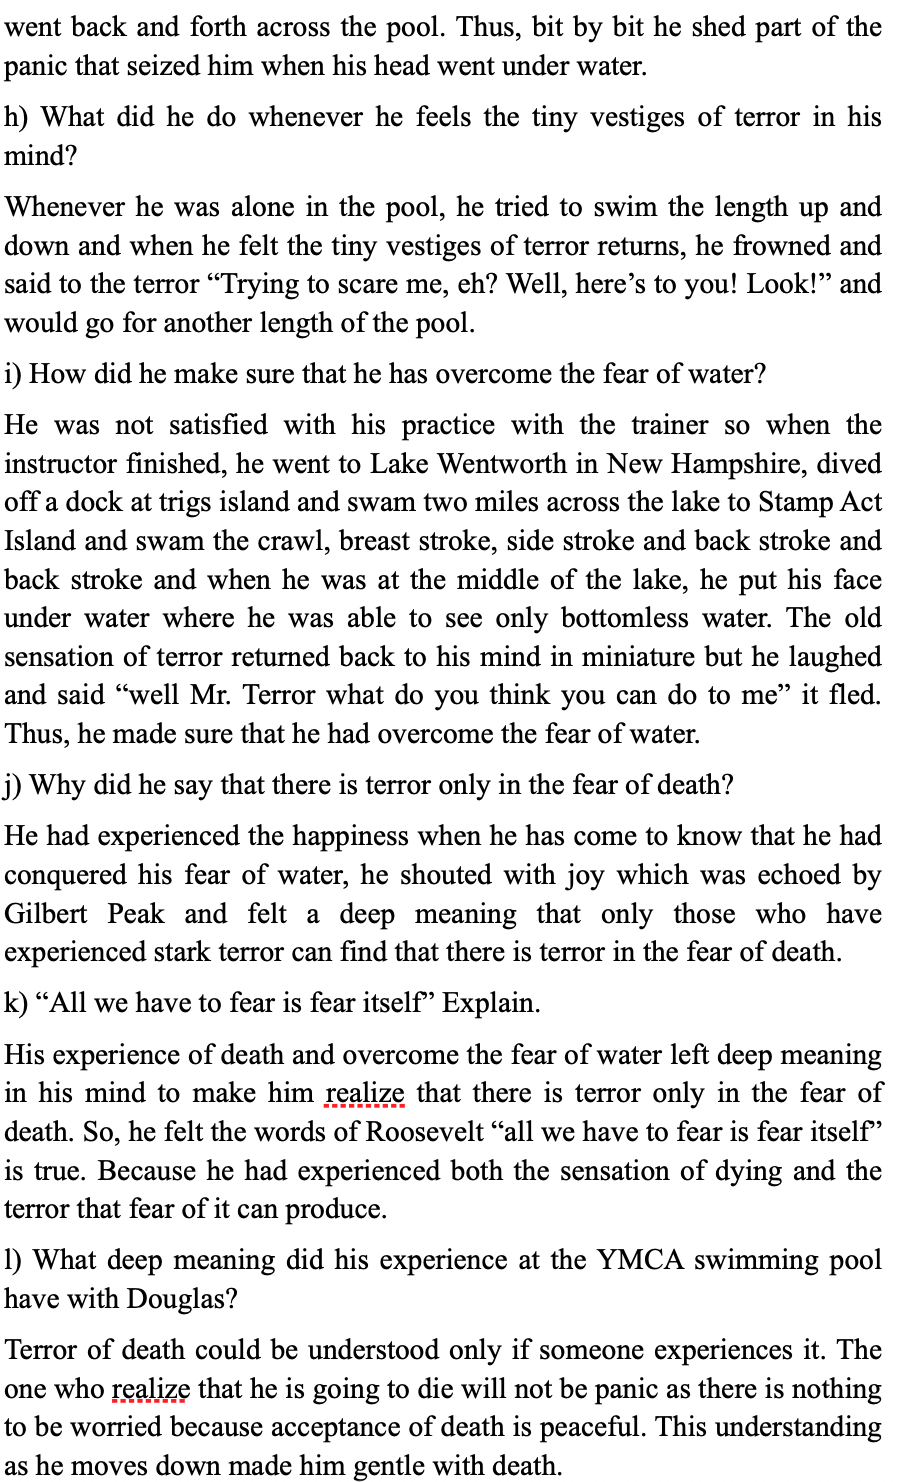 went back and forth across the pool. Thus, bit by bit he shed part of the
panic that seized him when his head went under water.
h) What did he do whenever he feels the tiny vestiges of terror in his
mind?
Whenever he was alone in the pool, he tried to swim the length up and
down and when he felt the tiny vestiges of terror returns, he frowned and
said to the terror “Trying to scare me, eh? Well, here’s to you! Look!” and
would go for another length of the pool.
i) How did he make sure that he has overcome the fear of water?
He was not satisfied with his practice with the trainer so when the
instructor finished, he went to Lake Wentworth in New Hampshire, dived
off a dock at trigs island and swam two miles across the lake to Stamp Act
Island and swam the crawl, breast stroke, side stroke and back stroke and
back stroke and when he was at the middle of the lake, he put his face
under water where he was able to see only bottomless water. The old
sensation of terror returned back to his mind in miniature but he laughed
and said “well Mr. Terror what do you think you can do to me” it fled.
Thus, he made sure that he had overcome the fear of water.
j) Why did he say that there is terror only in the fear of death?
He had experienced the happiness when he has come to know that he had
conquered his fear of water, he shouted with joy which was echoed by
Gilbert Peak and felt a deep meaning that only those who have
experienced stark terror can find that there is terror in the fear of death.
k) “All we have to fear is fear itself” Explain.
His experience of death and overcome the fear of water left deep meaning
in his mind to make him realize that there is terror only in the fear of
death. So, he felt the words of Roosevelt “all we have to fear is fear itself”
is true. Because he had experienced both the sensation of dying and the
terror that fear of it can produce.
l) What deep meaning did his experience at the YMCA swimming pool
have with Douglas?
Terror of death could be understood only if someone experiences it. The
one who realize that he is going to die will not be panic as there is nothing
to be worried because acceptance of death is peaceful. This understanding
as he moves down made him gentle with death.